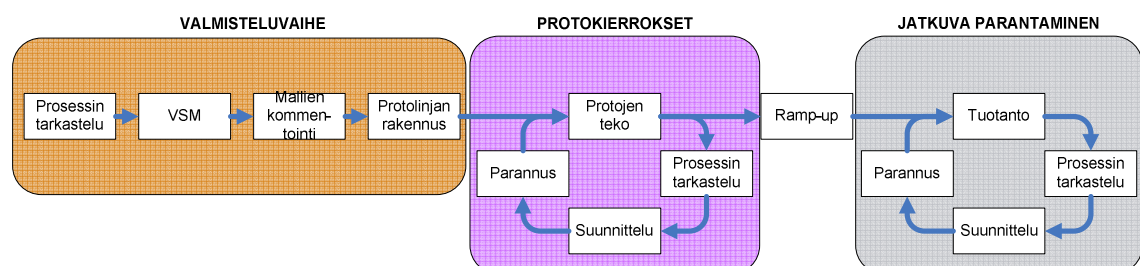 VALMISTELUVAIHE
Prosessin
tarkastelu
VSM
Mallien
kommen-
tointi
Protolinjan
rakennus
PROTOKIERROKSET
Protojen
teko
Prosessin
tarkastelu
Suunnittelu
Parannus
Ramp-up
JATKUVA PARANTAMINEN
Tuotanto
Prosessin
tarkastelu
Suunnittelu
Parannus